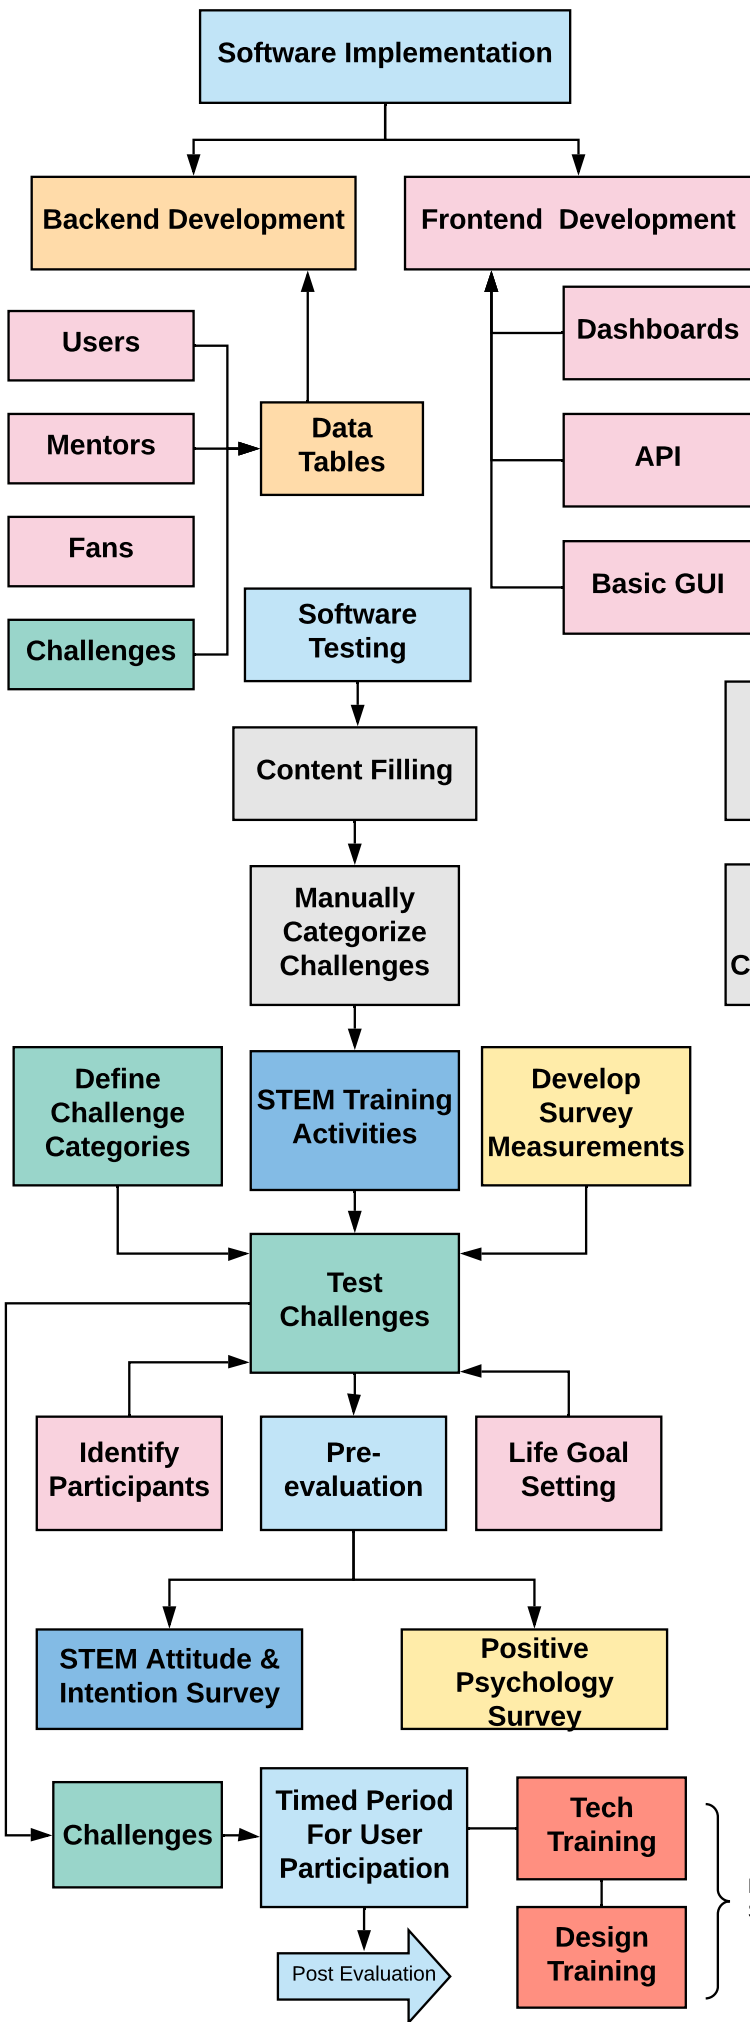 Software Implementation
Backend Development
Frontend Development
Users
Dashboards
Mentors
Data
Tables
API
Fans
Basic GUI
Challenges
Software
Testing
Content Filling
Manually
Categorize
Challenges
C
Define
Challenge
Categories
STEM Training
Activities
Develop
Survey
Measurements
Test
Challenges
Identify
Participants
Pre-
evaluation
Life Goal
Setting
STEM Attitude &
Intention Survey
Positive
Psychology
Survey
Challenges
Timed Period
For User
Participation
Tech
Training
Design
Training
Post Evaluation